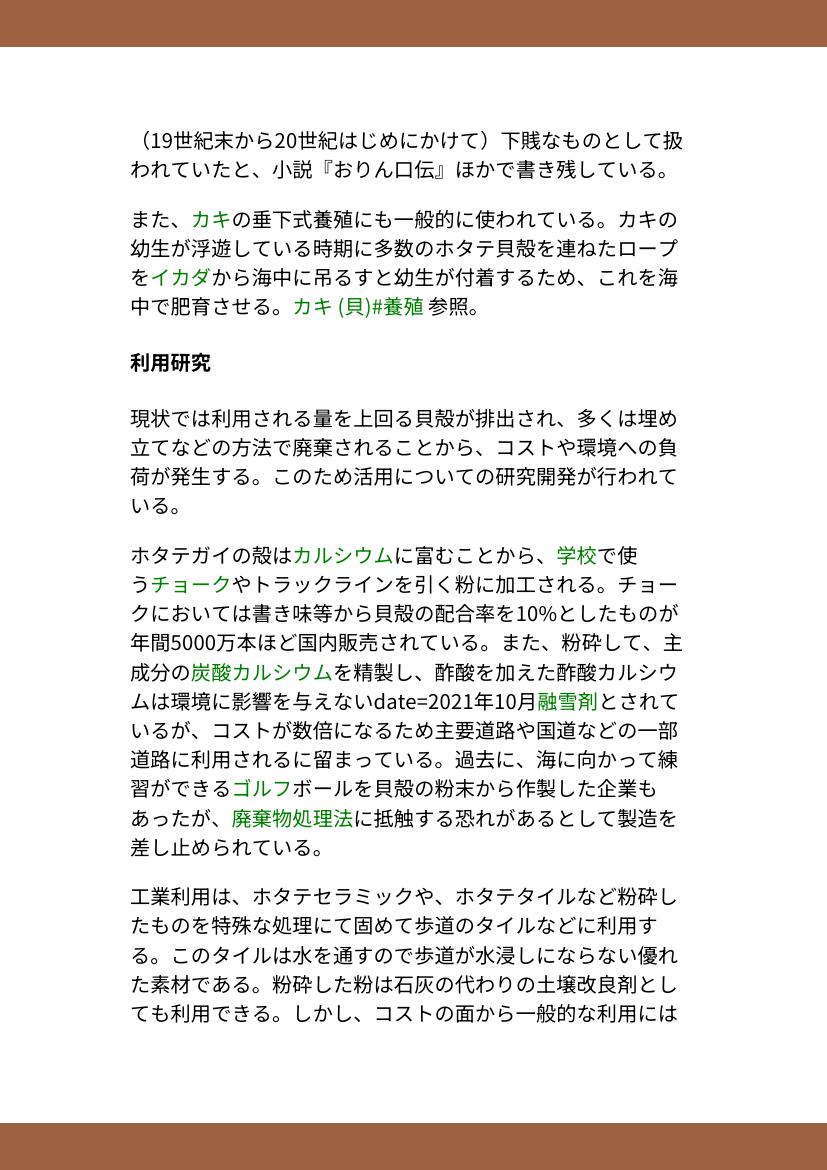 （19世紀末から20世紀はじめにかけて）下賎なものとして扱
われていたと、小説『おりん口伝』ほかで書き残している。
また、カキの垂下式養殖にも一般的に使われている。カキの
幼生が浮遊している時期に多数のホタテ貝殻を連ねたロープ
をイカダから海中に吊るすと幼生が付着するため、これを海
中で肥育させる。カキ (貝)#養殖 参照。
利用研究
現状では利用される量を上回る貝殻が排出され、多くは埋め
立てなどの方法で廃棄されることから、コストや環境への負
荷が発生する。このため活用についての研究開発が行われて
いる。
ホタテガイの殻はカルシウムに富むことから、学校で使
うチョークやトラックラインを引く粉に加工される。チョー
クにおいては書き味等から貝殻の配合率を10%としたものが
年間5000万本ほど国内販売されている。また、粉砕して、主
成分の炭酸カルシウムを精製し、酢酸を加えた酢酸カルシウ
ムは環境に影響を与えないdate=2021年10月融雪剤とされて
いるが、コストが数倍になるため主要道路や国道などの一部
道路に利用されるに留まっている。過去に、海に向かって練
習ができるゴルフボールを貝殻の粉末から作製した企業も
あったが、廃棄物処理法に抵触する恐れがあるとして製造を
差し止められている。
工業利用は、ホタテセラミックや、ホタテタイルなど粉砕し
たものを特殊な処理にて固めて歩道のタイルなどに利用す
る。このタイルは水を通すので歩道が水浸しにならない優れ
た素材である。粉砕した粉は石灰の代わりの土壌改良剤とし
ても利用できる。しかし、コストの面から一般的な利用には